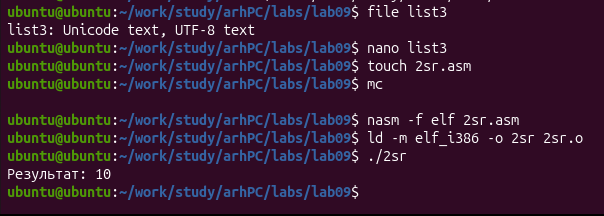 ubuntu@ubuntu:~/work/study/arhPC/labs/lab09$ file list3
list3: Unicode text, UTF-8 text
ubuntu@ubuntu:~/work/study/arhPC/labs/lab09$ nano list3
ubuntu@ubuntu:~/work/study/arhPC/labs/lab09$ touch 2sr.asm
ubuntu@ubuntu:~/work/study/arhPC/labs/lab09$ mc
ubuntu@ubuntu:~/work/study/arhPC/labs/lab09$ nasm -f elf 2sr.asm
ubuntu@ubuntu:~/work/study/arhPC/labs/lab09$ ld -m elf_i386 -o 2sr 2sr.o
ubuntu@ubuntu:~/work/study/arhPC/labs/lab09$ ./2sr
Результат: 10
ubuntu@ubuntu:~/work/study/arhPC/labs/lab09$